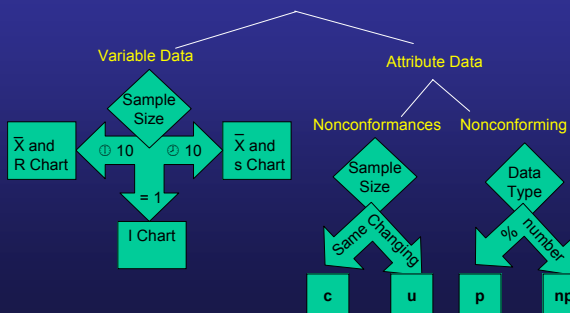 Variable Data
Attribute Data
Sample
Size
X̅ and
R Chart
⏀ 10
⏁ 10
X̅ and
s Chart
= 1
I Chart
Nonconformances
Nonconforming
Sample
Size
Same
Changing
c
u
Data
Type
%
number
p
np